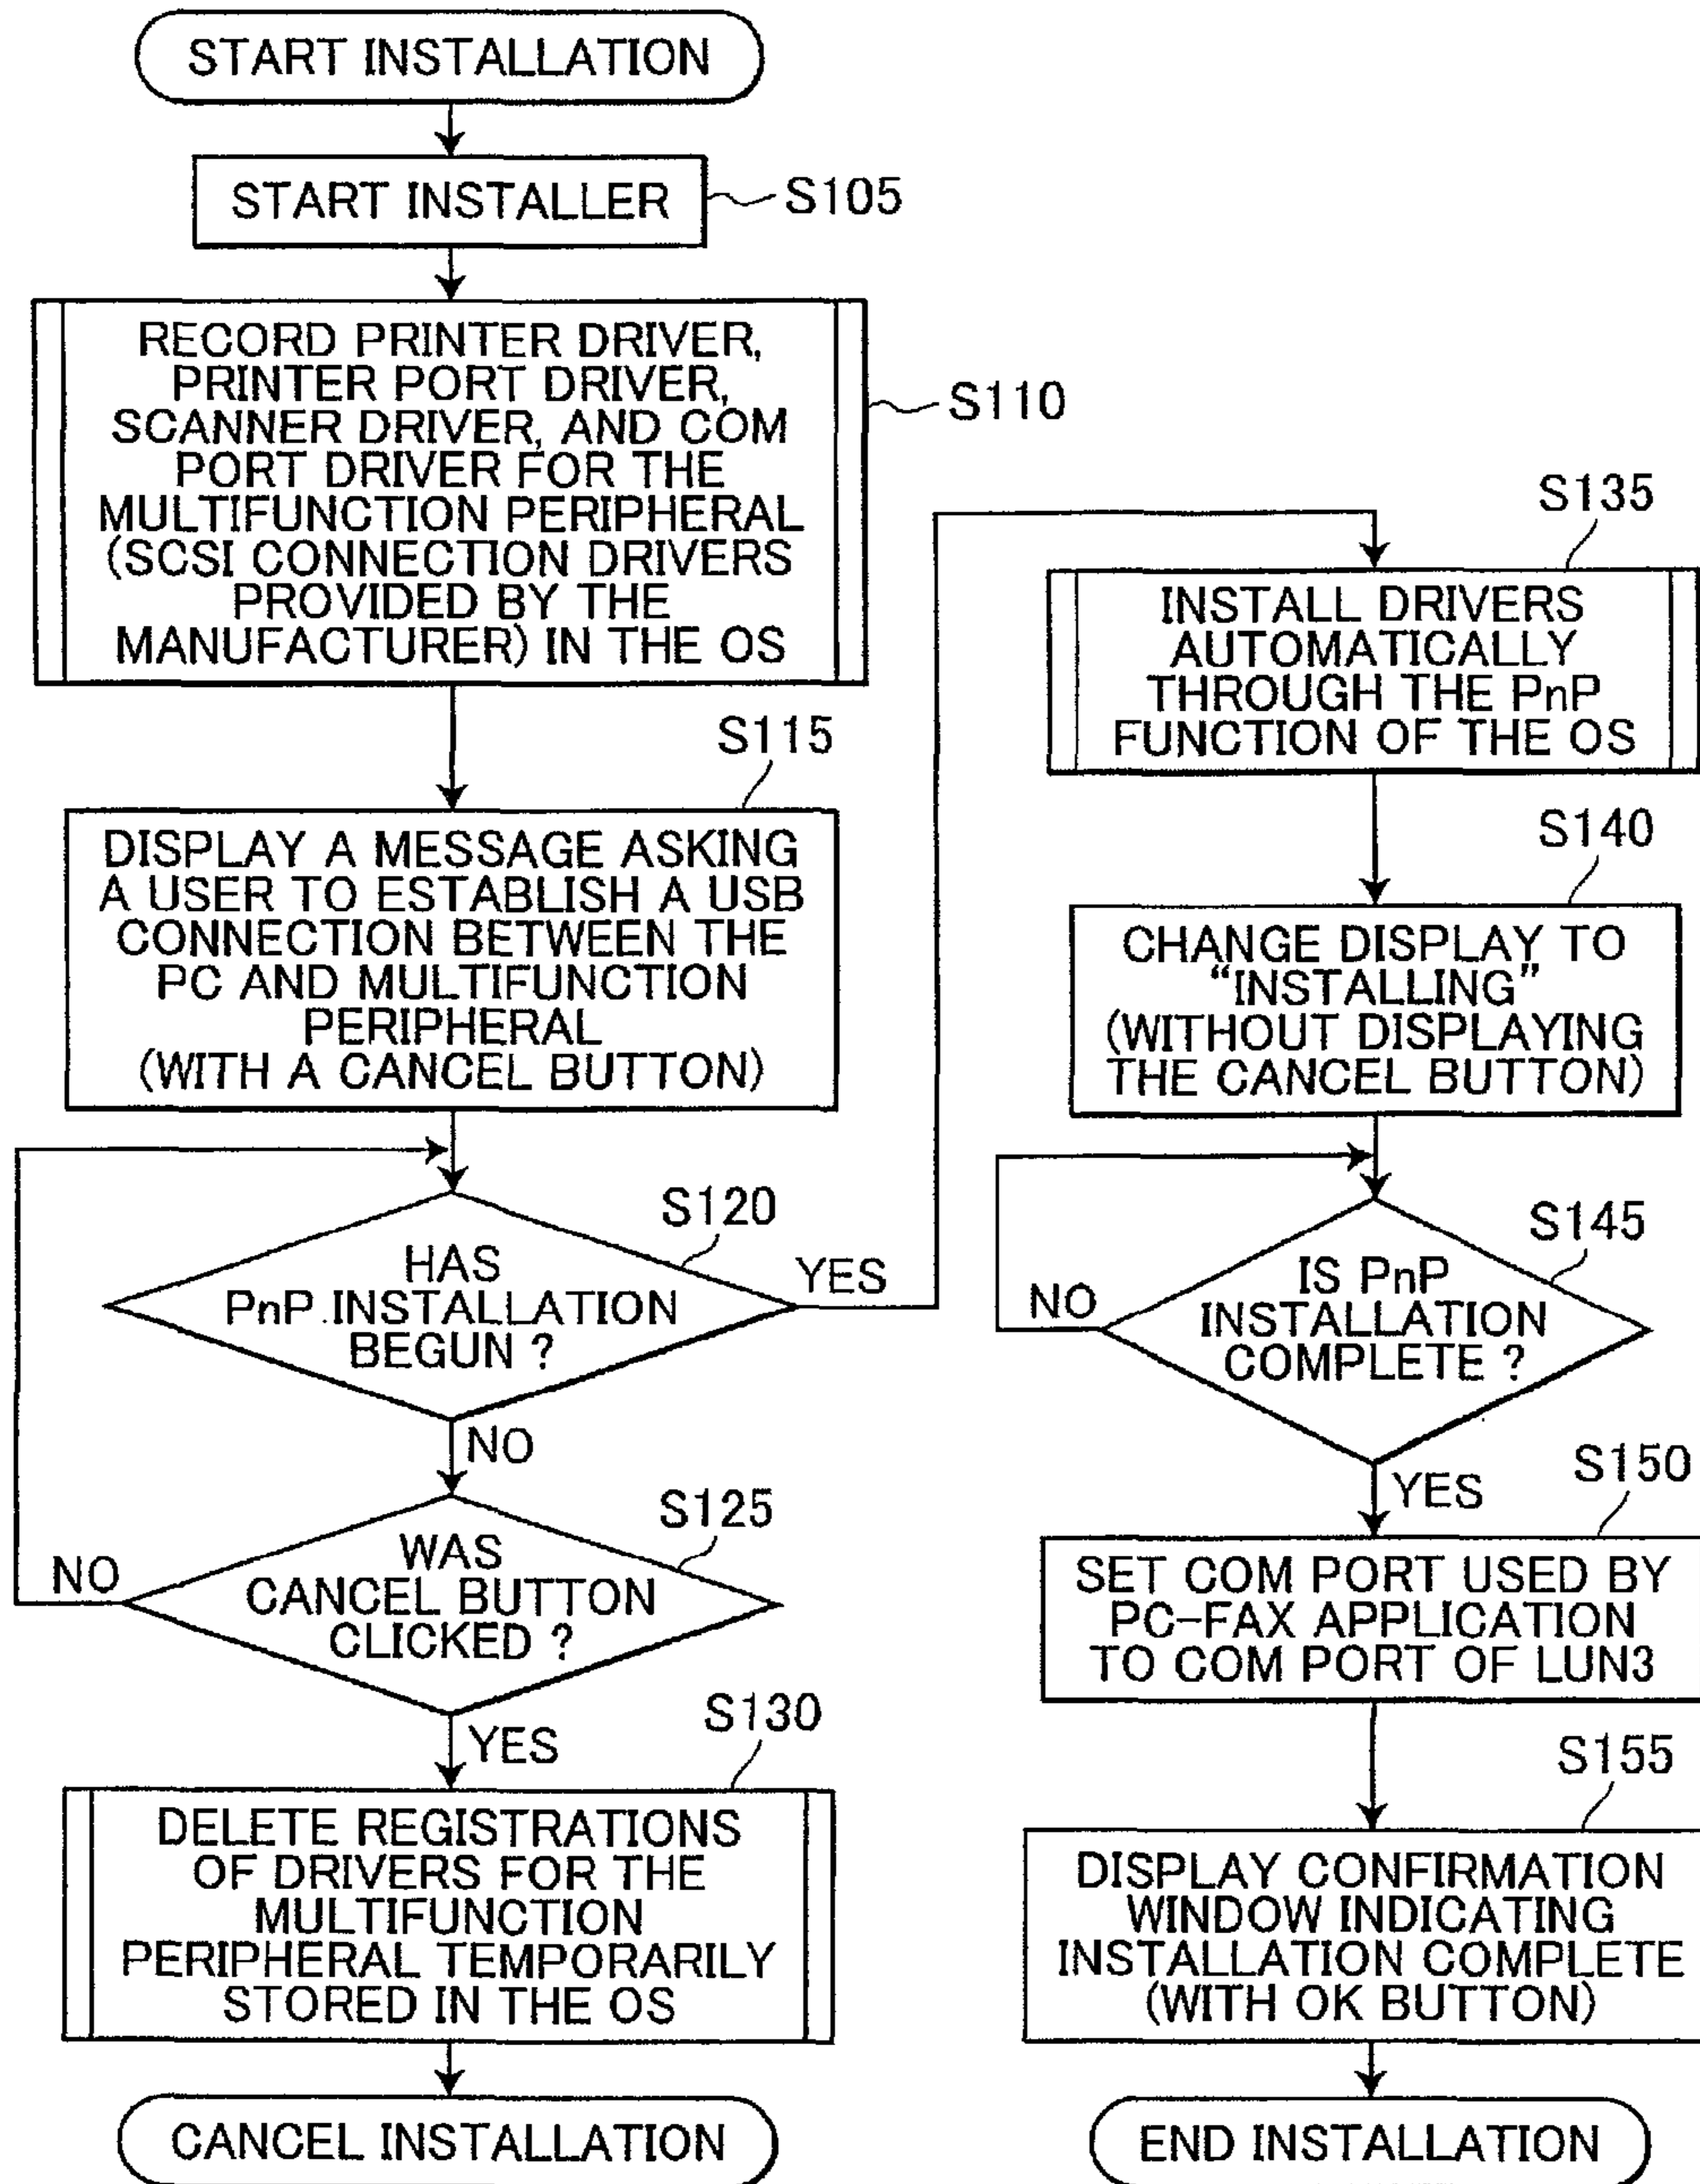 START INSTALLATION
START INSTALLER
S105
RECORD PRINTER DRIVER,
PRINTER PORT DRIVER,
SCANNER DRIVER, AND COM
PORT DRIVER FOR THE
MULTIFUNCTION PERIPHERAL
(SCSI CONNECTION DRIVERS
PROVIDED BY THE
MANUFACTURER) IN THE OS
S110
S115
DISPLAY A MESSAGE ASKING
A USER TO ESTABLISH A USB
CONNECTION BETWEEN THE
PC AND MULTIFUNCTION
PERIPHERAL
(WITH A CANCEL BUTTON)
S120
HAS
PnP INSTALLATION
BEGUN ?
YES
NO
S125
WAS
CANCEL BUTTON
CLICKED ?
NO
YES
S130
DELETE REGISTRATIONS
OF DRIVERS FOR THE
MULTIFUNCTION
PERIPHERAL TEMPORARILY
STORED IN THE OS
CANCEL INSTALLATION
S135
INSTALL DRIVERS
AUTOMATICALLY
THROUGH THE PnP
FUNCTION OF THE OS
S140
CHANGE DISPLAY TO
“INSTALLING”
(WITHOUT DISPLAYING
THE CANCEL BUTTON)
S145
IS PnP
INSTALLATION
COMPLETE ?
NO
YES
S150
SET COM PORT USED BY
PC-FAX APPLICATION
TO COM PORT OF LUN3
S155
DISPLAY CONFIRMATION
WINDOW INDICATING
INSTALLATION COMPLETE
(WITH OK BUTTON)
END INSTALLATION